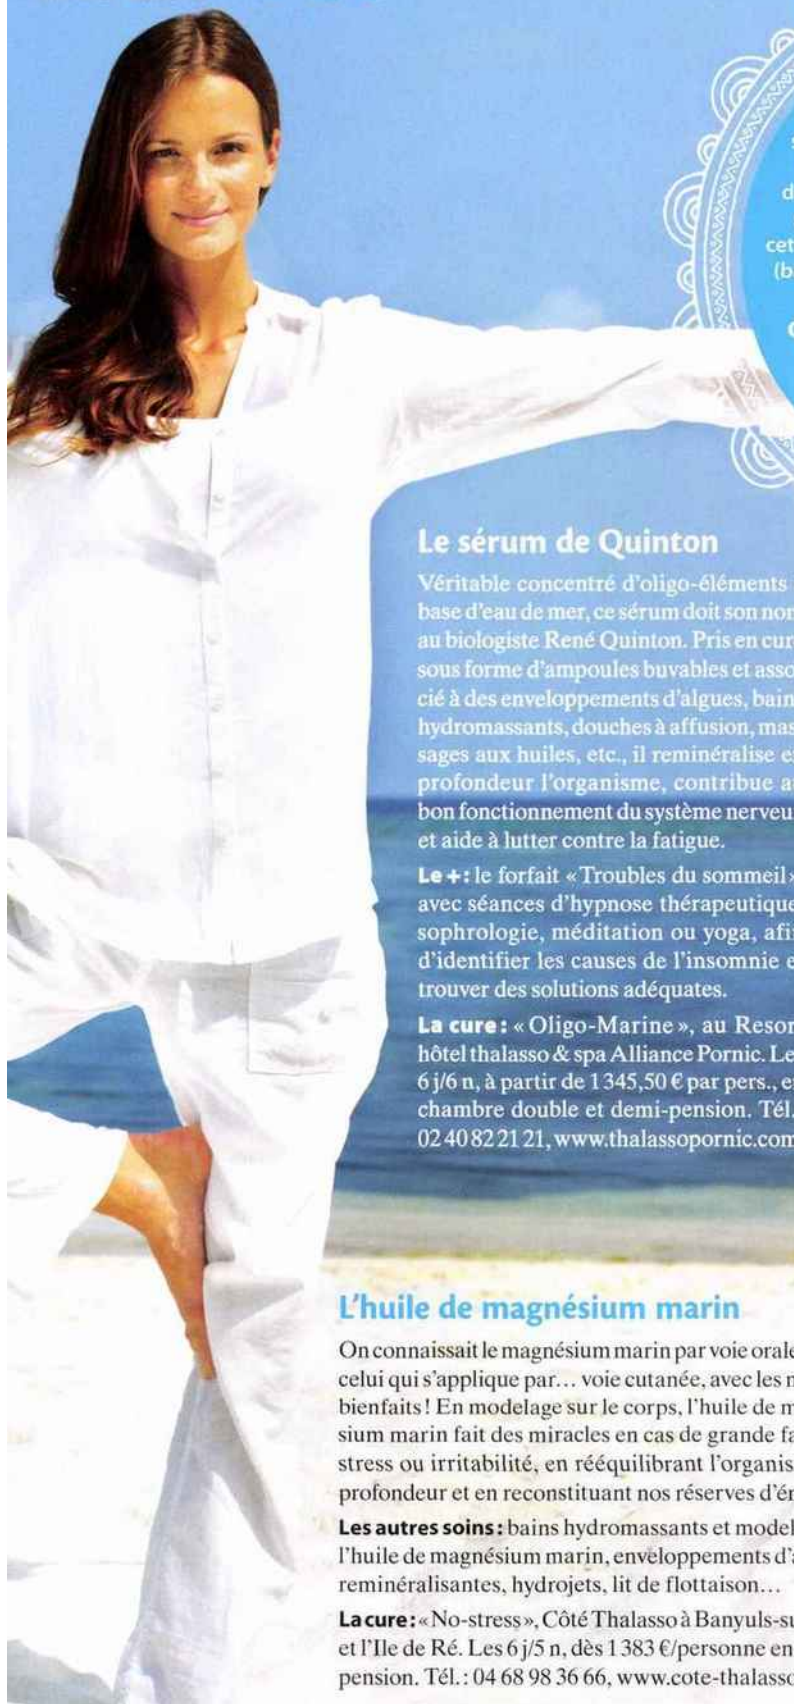 cet
(b
Le sérum de Quinton
Véritable concentré d'oligo-éléments
base d'eau de mer, ce sérum doit son nom
au biologiste René Quinton. Pris en cur
sous forme d'ampoules buvables et asso
cié à des enveloppements d'algues, bain
hydromassants, douches à affusion, mas
sages aux huiles, etc., il reminéralise e
profondeur l'organisme, contribue a
bon fonctionnement du système nerveu
et aide à lutter contre la fatigue.
Le + : le forfait « Troubles du sommeil »
avec séances d'hypnose thérapeutique
sophrologie, méditation ou yoga, afi
d'identifier les causes de l'insomnie e
trouver des solutions adéquates.
La cure : « Oligo-Marine », au Resor
hôtel thalasso & spa Alliance Pornic. Le
6 j/6 n, à partir de 1 345,50 € par pers., e
chambre double et demi-pension. Tél.
02 40 82 21 21, www.thalassopornic.com
L'huile de magnésium marin
On connaissait le magnésium marin par voie orale
celui qui s'applique par... voie cutanée, avec les m
bienfaits ! En modelage sur le corps, l'huile de m
sium marin fait des miracles en cas de grande fa
stress ou irritabilité, en rééquilibrant l'organis
profondeur et en reconstituant nos réserves d'én
Les autres soins : bains hydromassants et model
l'huile de magnésium marin, enveloppements d'a
reminéralisantes, hydrojets, lit de flottaison...
La cure : « No-stress », Côté Thalasso à Banyuls-su
et l'Ile de Ré. Les 6 j/5 n, dès 1 383 €/personne en
pension. Tél. : 04 68 98 36 66, www.cote-thalasso